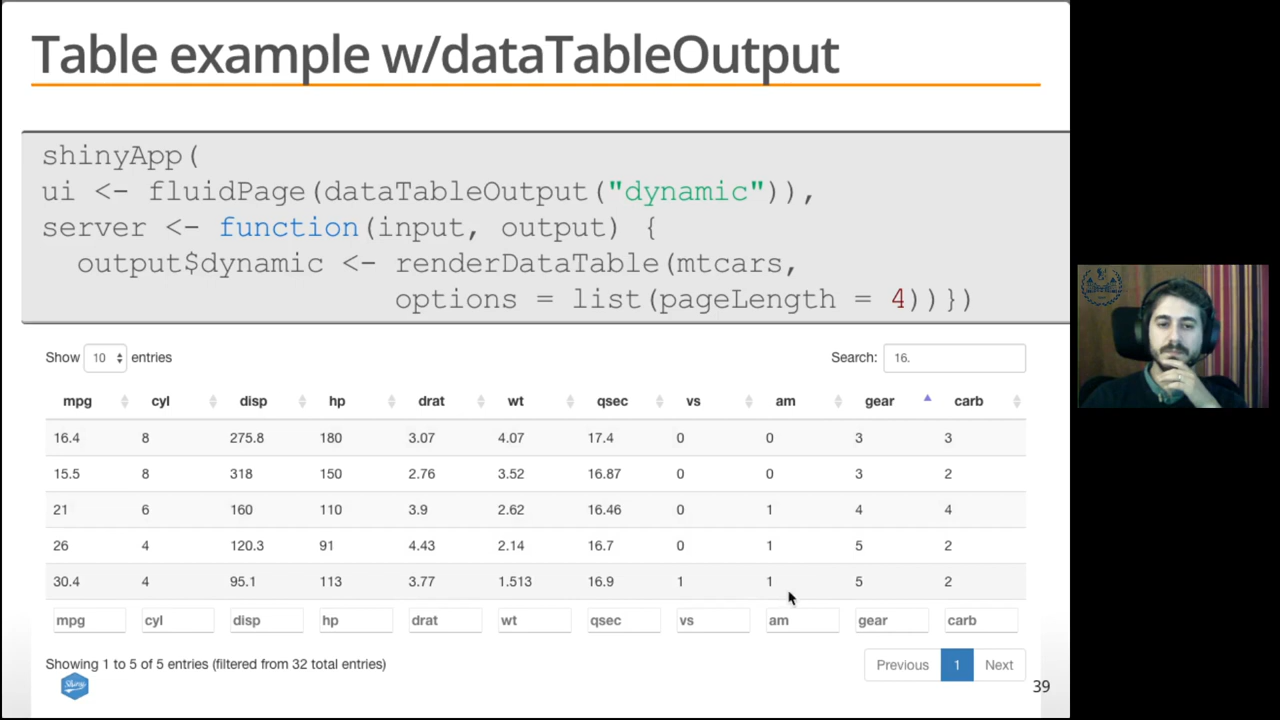 Table example w/dataTableOutput
shinyApp(
ui <- fluidPage(dataTableOutput("dynamic")),
server <- function(input, output) {
output$dynamic <- renderDataTable(mtcars,
options = list(pageLength = 4))})
Show 10 entries Search: 16.
mpg cyl disp hp drat wt qsec vs am gear carb
16.4 8 275.8 180 3.07 4.07 17.4 0 0 3 3
15.5 8 318 150 2.76 3.52 16.87 0 0 3 2
21 6 160 110 3.9 2.62 16.46 0 1 4 4
26 4 120.3 91 4.43 2.14 16.7 0 1 5 2
30.4 4 95.1 113 3.77 1.513 16.9 1 1 5 2
mpg cyl disp hp drat wt qsec vs am gear carb
Showing 1 to 5 of 5 entries (filtered from 32 total entries) Previous 1 Next
Shiny 39